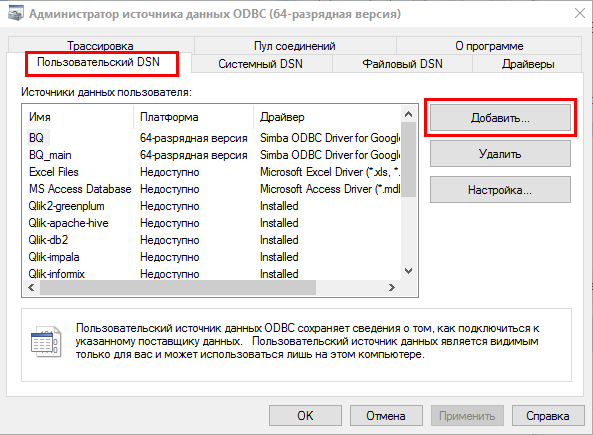 Администратор источника данных ODBC (64-разрядная версия)
Трассировка Пул соединений О программе
Пользовательский DSN Системный DSN Файловый DSN Драйверы
Источники данных пользователя:
Имя Платформа Драйвер
BQ 64-разрядная версия Simba ODBC Driver for Google
BQ_main 64-разрядная версия Simba ODBC Driver for Google
Excel Files Недоступно Microsoft Excel Driver (*.xls, *.
MS Access Database Недоступно Microsoft Access Driver (*.mdb
Qlik2-greenplum Недоступно Installed
Qlik-apache-hive Недоступно Installed
Qlik-db2 Недоступно Installed
Qlik-impala Недоступно Installed
Qlik-informix Недоступно Installed
Добавить...
Удалить
Настройка...
Пользовательский источник данных ODBC сохраняет сведения о том, как подключиться к
указанному поставщику данных. Пользовательский источник данных является видимым
только для вас и может использоваться лишь на этом компьютере.
ОК Отмена Применить Справка